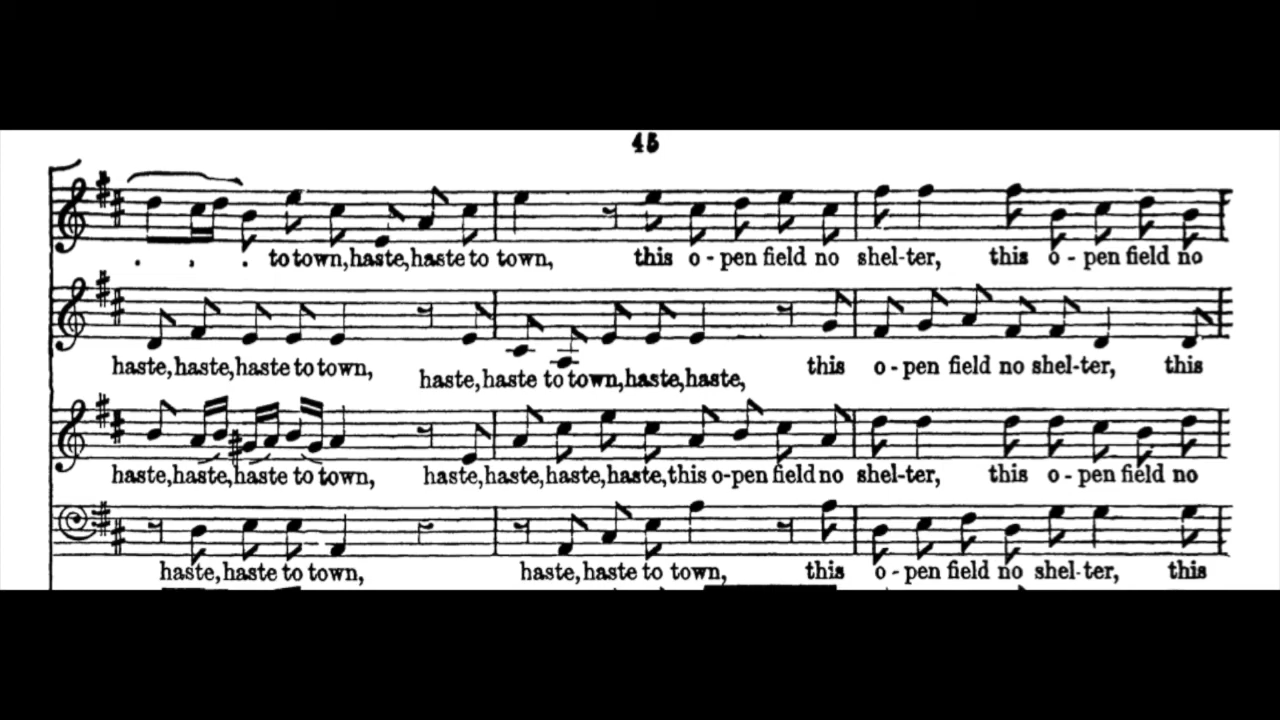 45
. . . to town, haste, haste to town, this o - pen field no shel-ter, this o - pen field no
haste, haste, haste to town, haste, haste to town, haste, haste, this o - pen field no shel-ter, this
haste, haste, haste to town, haste, haste, haste, haste, this o-pen field no shel-ter, this o - pen field no
haste, haste to town, haste, haste to town, this o - pen field no shel-ter, this